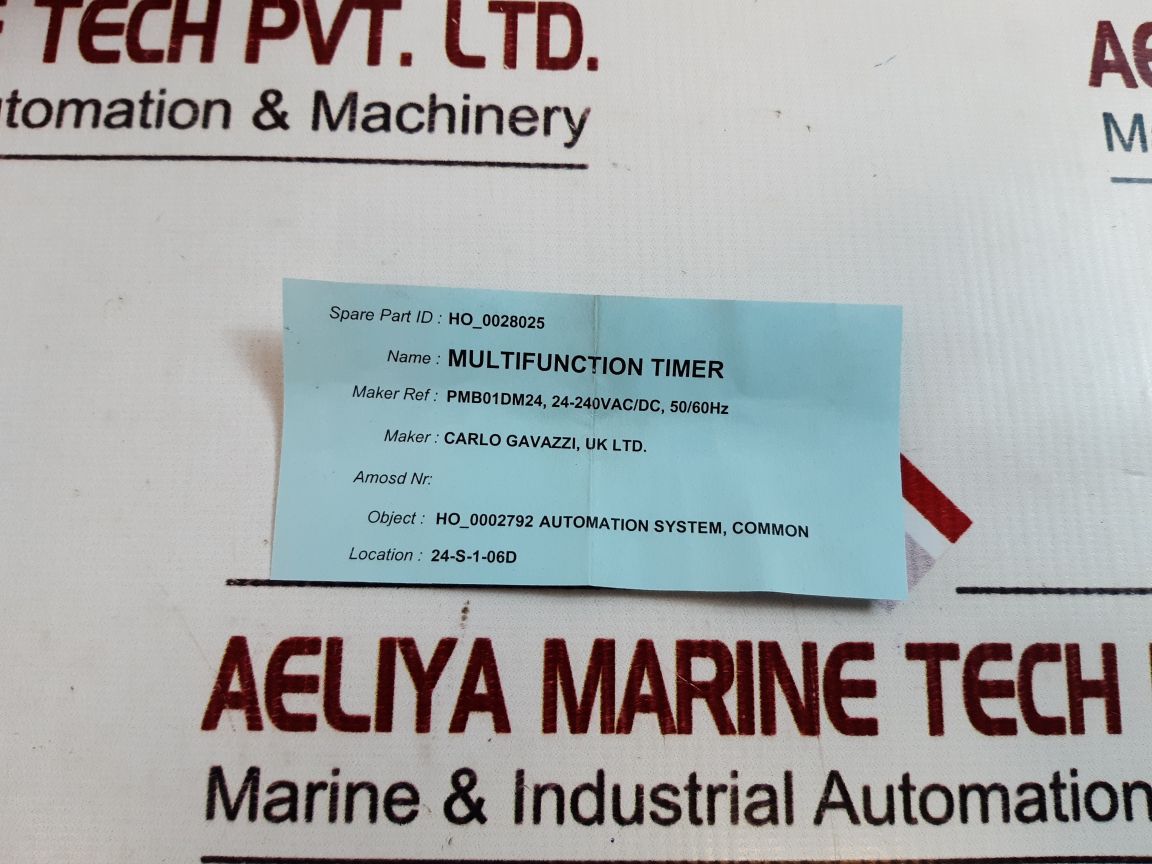 TECH PVT. LTD.
AE
& Machinery
Spare Part ID : HO_0028025
Name : MULTIFUNCTION TIMER
Maker Ref : PMB01DM24, 24-240VAC/DC, 50/60Hz
Maker : CARLO GAVAZZI, UK LTD.
Amosd Nr:
Object : HO_0002792 AUTOMATION SYSTEM, COMMON
Location : 24-S-1-06D
AELIYA MARINE TECH
Marine & Industrial Automation